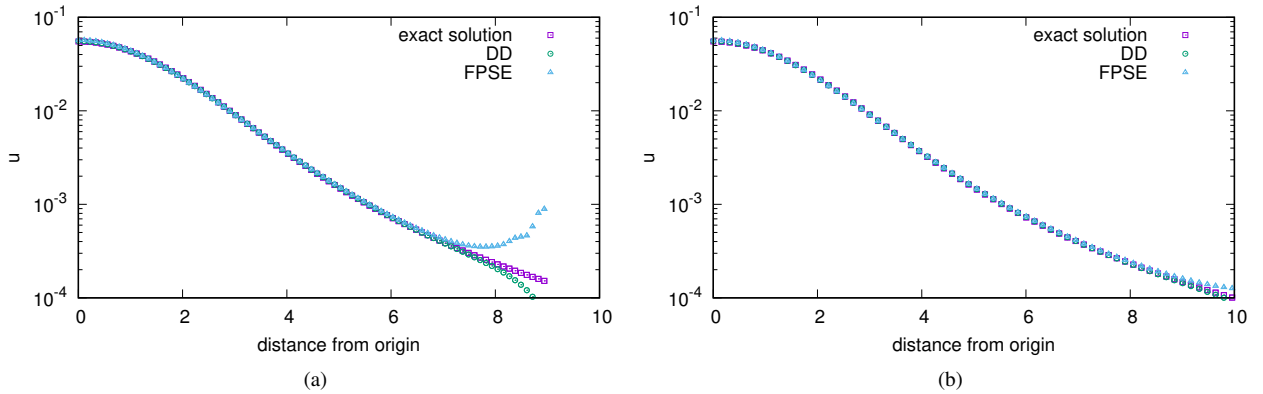 10⁻¹
10⁻²
10⁻³
10⁻⁴
u
exact solution
DD
FPSE
0 2 4 6 8 10
distance from origin
(a)
10⁻¹
10⁻²
10⁻³
10⁻⁴
u
exact solution
DD
FPSE
0 2 4 6 8 10
distance from origin
(b)